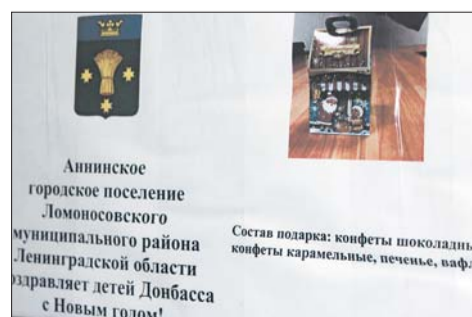 Аннинское
городское поселение
Ломоносовского
муниципального района
Ленинградской области
оздравляет детей Донбасса
с Новым годом!
Состав подарка: конфеты шоколадны
конфеты карамельные, печенье, вафл